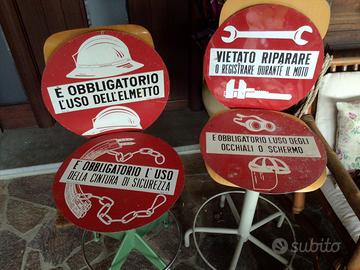 È OBBLIGATORIO
L'USO DELL'ELMETTO
VIETATO RIPARARE
O REGISTRARE DURANTE IL MOTO
È OBBLIGATORIO L'USO DEGLI
OCCHIALI O SCHERMO
È OBBLIGATORIO L'USO
DELLA CINTURA DI SICUREZZA
subito